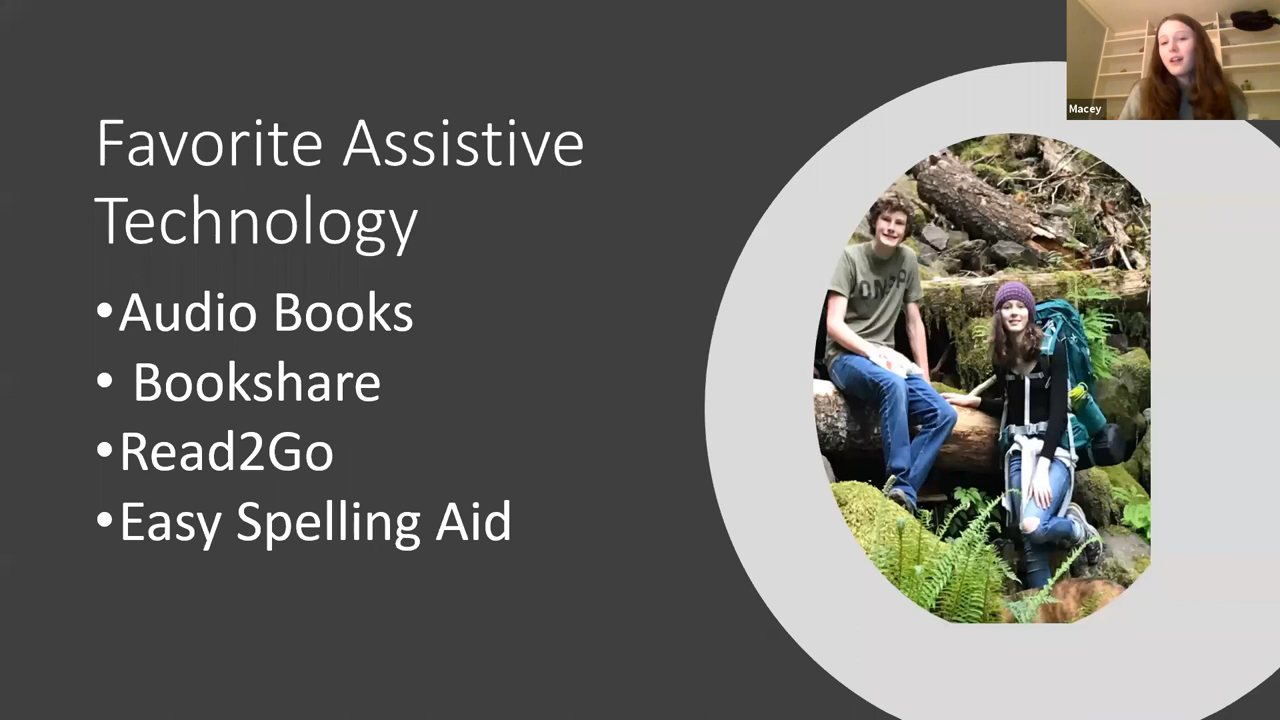 Favorite Assistive
Technology
•Audio Books
• Bookshare
•Read2Go
•Easy Spelling Aid
Macey